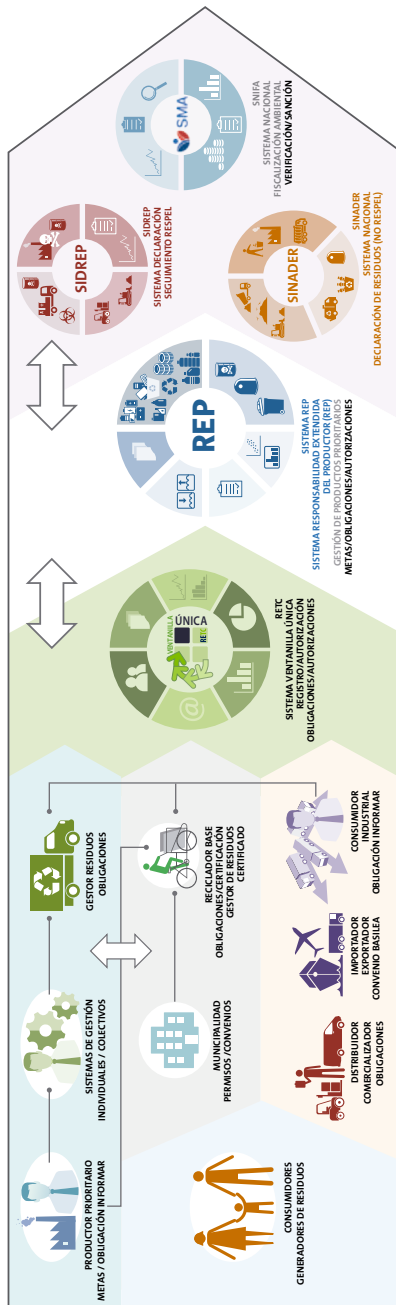 PRODUCTOR PRIORITARIO
METAS / OBLIGACIÓN INFORMAR
SISTEMAS DE GESTIÓN
INDIVIDUALES / COLECTIVOS
GESTOR RESIDUOS
OBLIGACIONES
MUNICIPALIDAD
PERMISOS /CONVENIOS
RECICLADOR BASE
OBLIGACIONES/CERTIFICACIÓN
GESTOR DE RESIDUOS
CERTIFICADO
CONSUMIDORES
GENERADORES DE RESIDUOS
DISTRIBUIDOR
COMERCIALIZADOR
OBLIGACIONES
IMPORTADOR
EXPORTADOR
CONVENIO BASILEA
CONSUMIDOR
INDUSTRIAL
OBLIGACIÓN INFORMAR
VENTANILLA
ÚNICA
RETC
@
RETC
SISTEMA VENTANILLA ÚNICA
REGISTRO/AUTORIZACIÓN
OBLIGACIONES/AUTORIZACIONES
REP
SISTEMA REP
SISTEMA RESPONSABILIDAD EXTENDIDA
DEL PRODUCTOR (REP)
GESTIÓN DE PRODUCTOS PRIORITARIOS
METAS/OBLIGACIONES/AUTORIZACIONES
SIDREP
SIDREP
SISTEMA DECLARACIÓN
SEGUIMIENTO RESPEL
SINADER
SINADER
SISTEMA NACIONAL
DECLARACIÓN DE RESIDUOS (NO RESPEL)
SMA
SNIFA
SISTEMA NACIONAL
FISCALIZACIÓN AMBIENTAL
VERIFICACIÓN/SANCIÓN